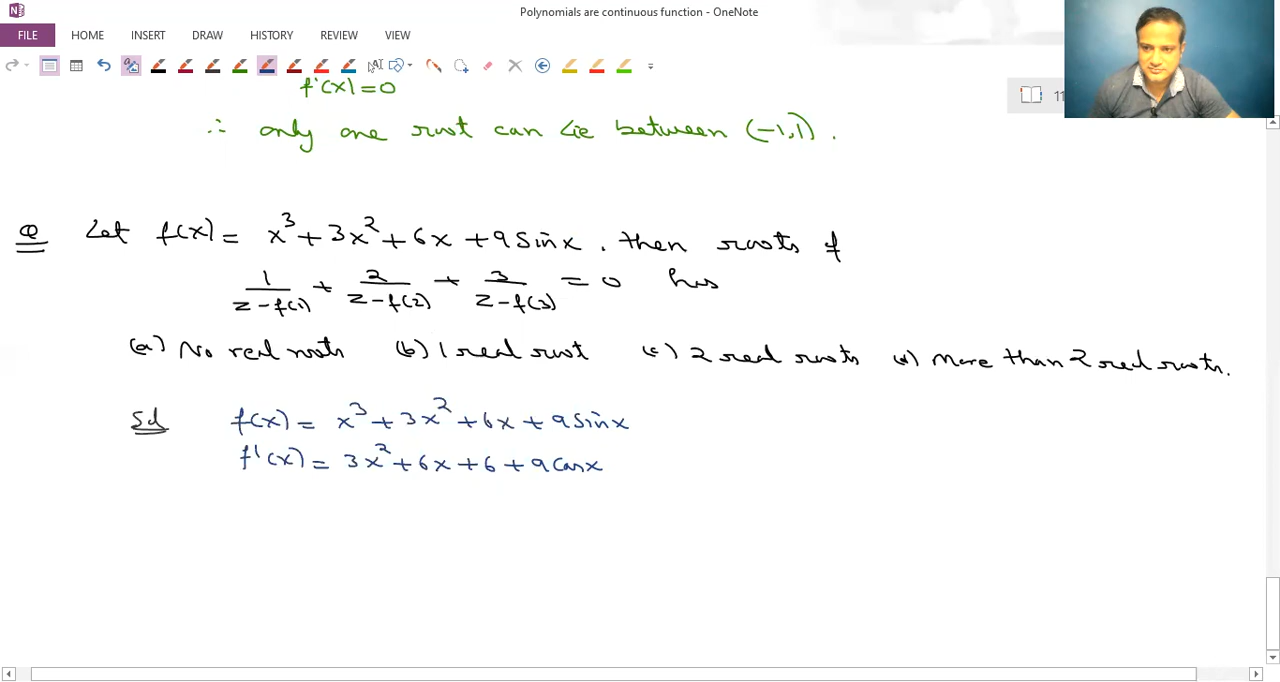 Polynomials are continuous function - OneNote
FILE HOME INSERT DRAW HISTORY REVIEW VIEW
f'(x) = 0
11
∴ only one root can lie between (-1,1).
Q Let f(x) = x³ + 3x² + 6x + 9 sin x. then roots of
1/(z-f(1)) + 2/(z-f(2)) + 3/(z-f(3)) = 0 has
(a) No real roots (b) 1 real root (c) 2 real roots (d) more than 2 real roots.
Sol f(x) = x³ + 3x² + 6x + 9 sin x
f'(x) = 3x² + 6x + 6 + 9 cos x